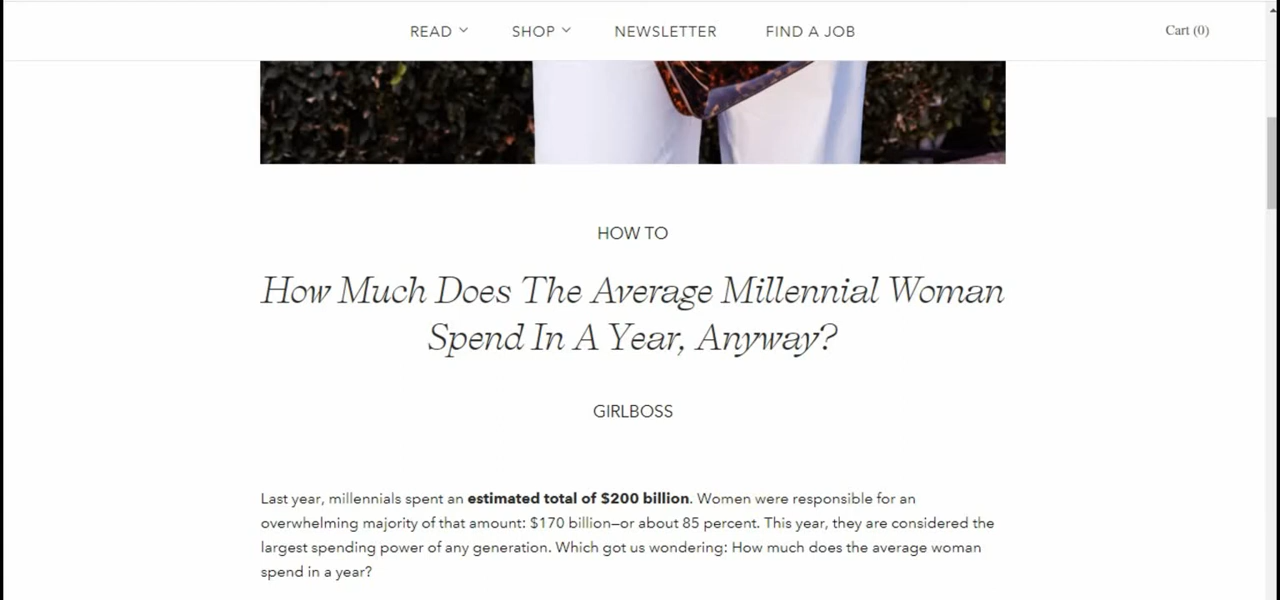 READ SHOP NEWSLETTER FIND A JOB Cart (0)
HOW TO
How Much Does The Average Millennial Woman
Spend In A Year, Anyway?
GIRLBOSS
Last year, millennials spent an estimated total of $200 billion. Women were responsible for an
overwhelming majority of that amount: $170 billion—or about 85 percent. This year, they are considered the
largest spending power of any generation. Which got us wondering: How much does the average woman
spend in a year?